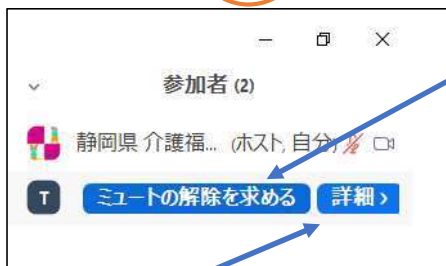 参加者 (2)
静岡県 介護福... (ホスト, 自分)
T ミュートの解除を求める 詳細 >